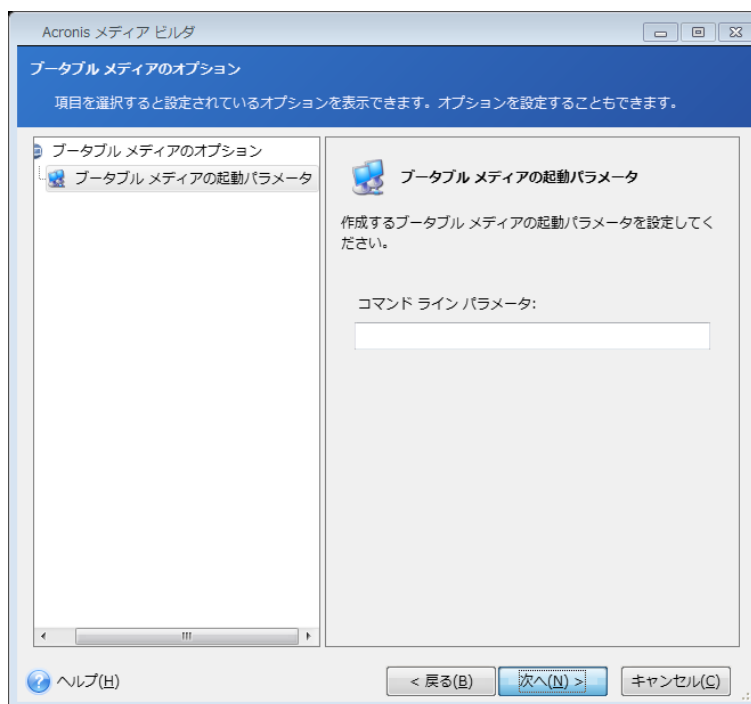 Acronis メディア ビルダ
ブータブル メディアのオプション
項目を選択すると設定されているオプションを表示できます。オプションを設定することもできます。
ブータブル メディアのオプション
ブータブル メディアの起動パラメータ
ブータブル メディアの起動パラメータ
作成するブータブル メディアの起動パラメータを設定してく
ださい。
コマンド ライン パラメータ:
ヘルプ(H)
< 戻る(B)
次へ(N) >
キャンセル(C)